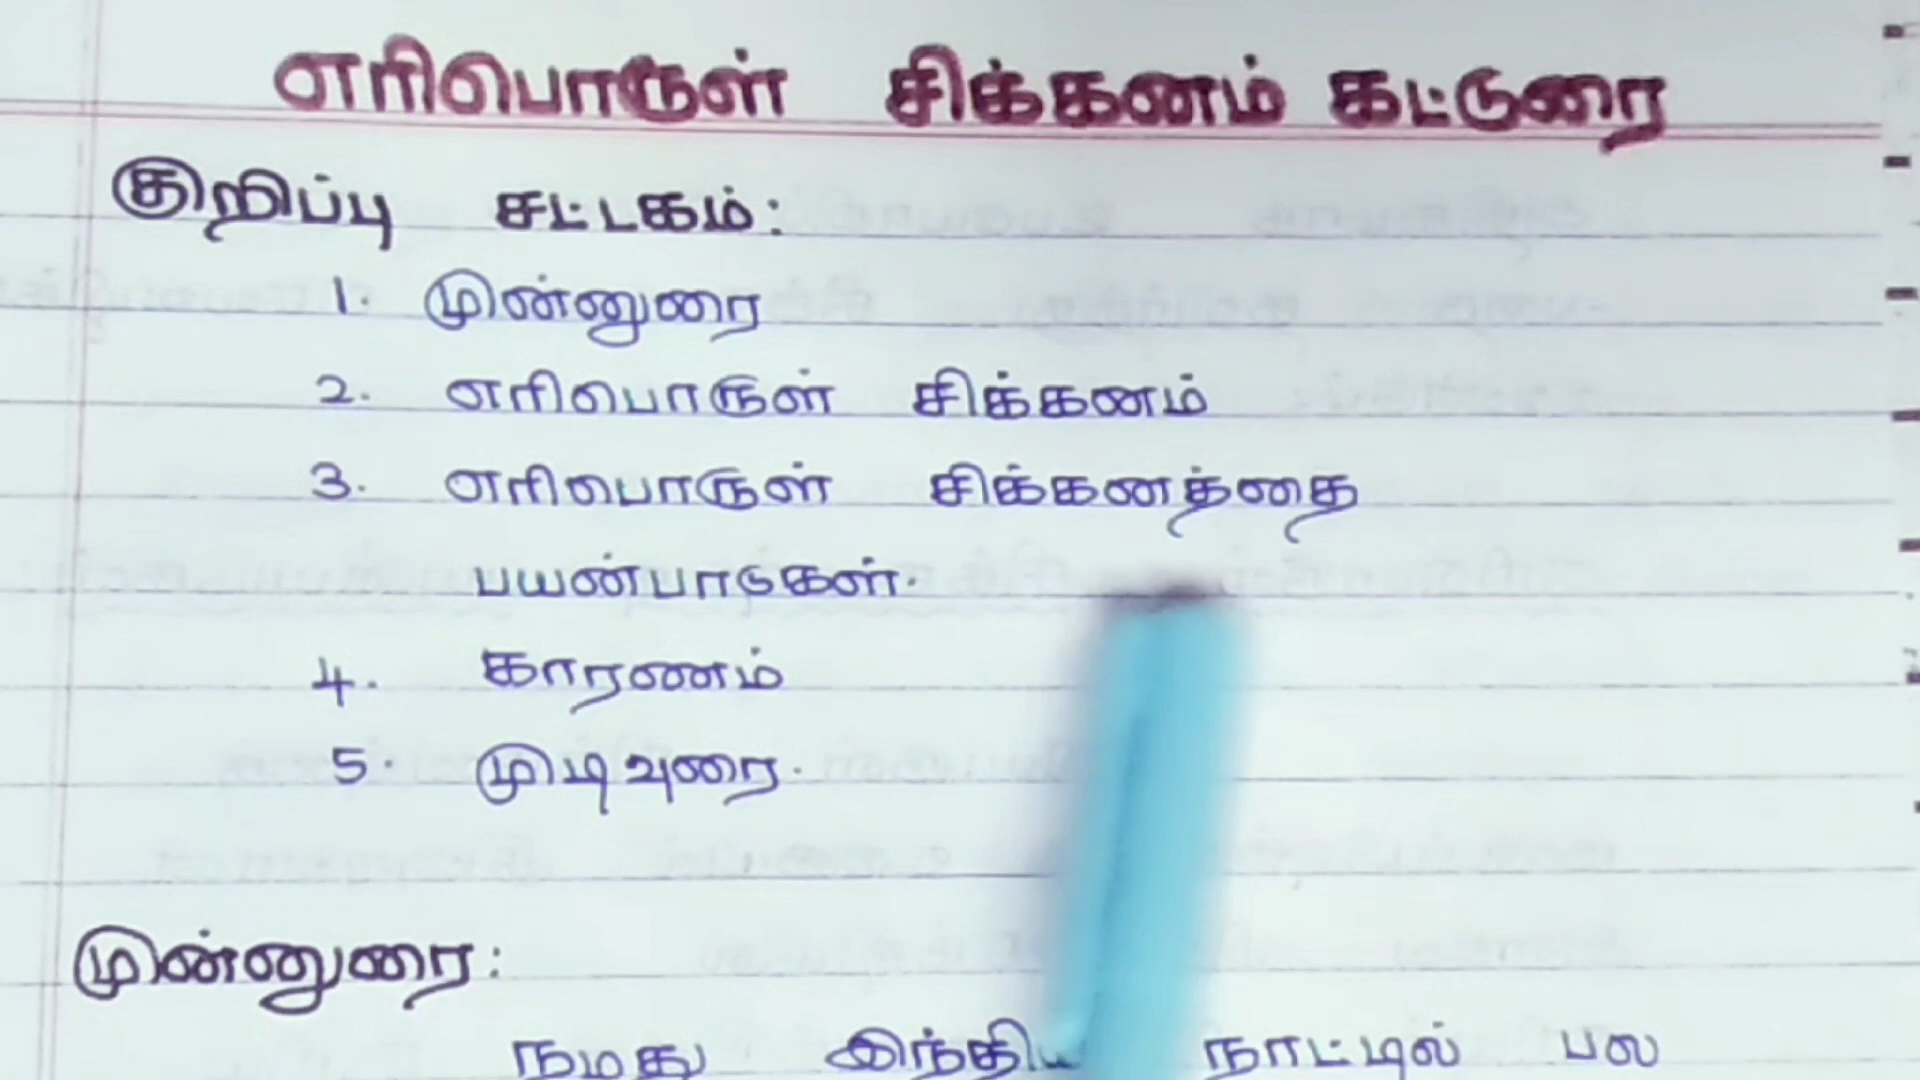 எரிபொருள் சிக்கனம் கட்டுரை
குறிப்பு சட்டகம்:
1. முன்னுரை
2. எரிபொருள் சிக்கனம்
3. எரிபொருள் சிக்கனத்தை
பயன்பாடுகள்.
4. காரணம்
5. முடிவுரை.
முன்னுரை:
நமது இந்திய நாட்டில் பல